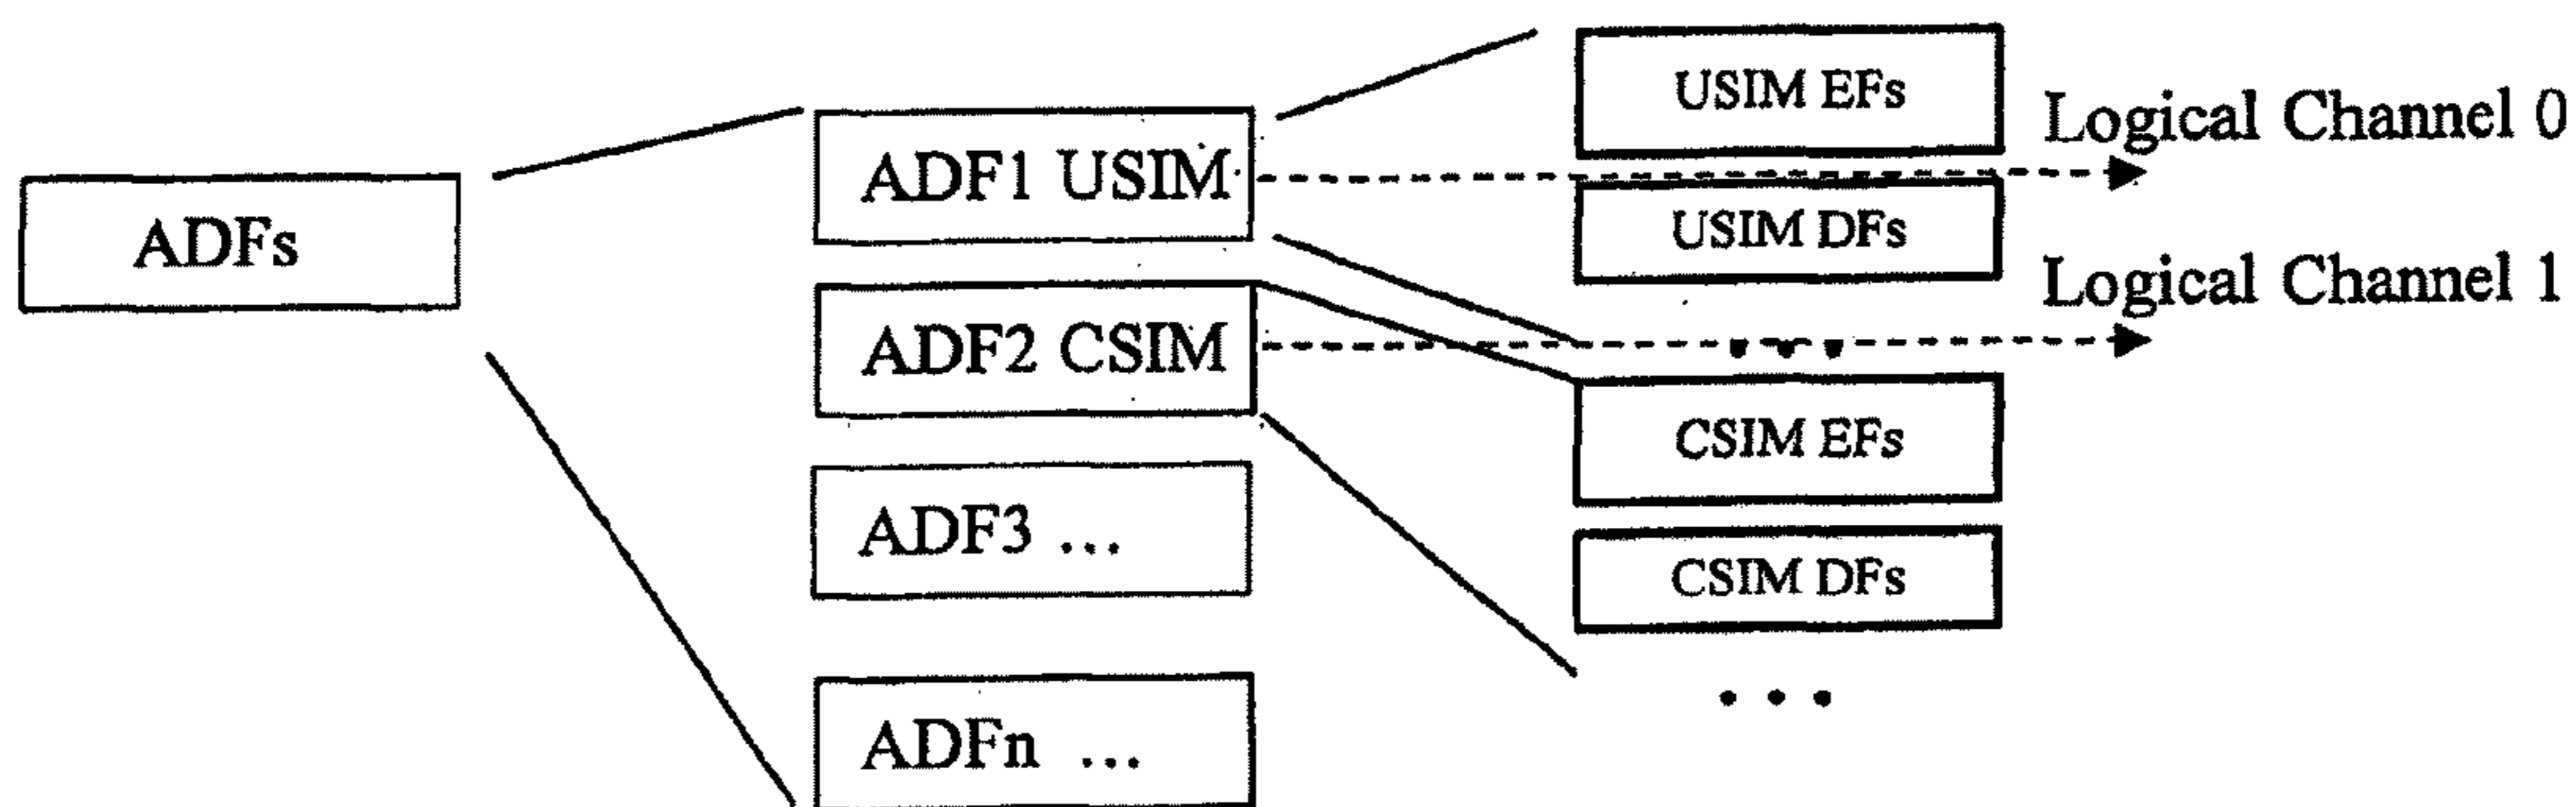 ADFs
ADF1 USIM
ADF2 CSIM
ADF3 ...
ADFn ...
USIM EFs
USIM DFs
...
CSIM EFs
CSIM DFs
...
Logical Channel 0
Logical Channel 1